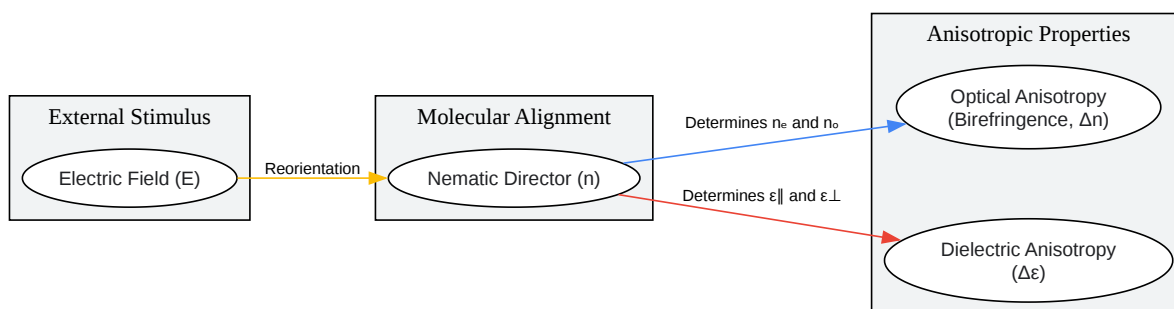 External Stimulus
Electric Field (E)
Reorientation
Molecular Alignment
Nematic Director (n)
Determines nₑ and nₒ
Determines ε∥ and ε⊥
Anisotropic Properties
Optical Anisotropy
(Birefringence, Δn)
Dielectric Anisotropy
(Δε)